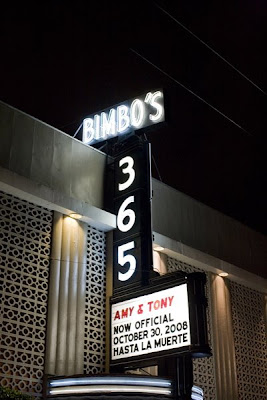 BIMBO'S
365
AMY & TONY
NOW OFFICIAL
OCTOBER 30, 2008
HASTA LA MUERTE